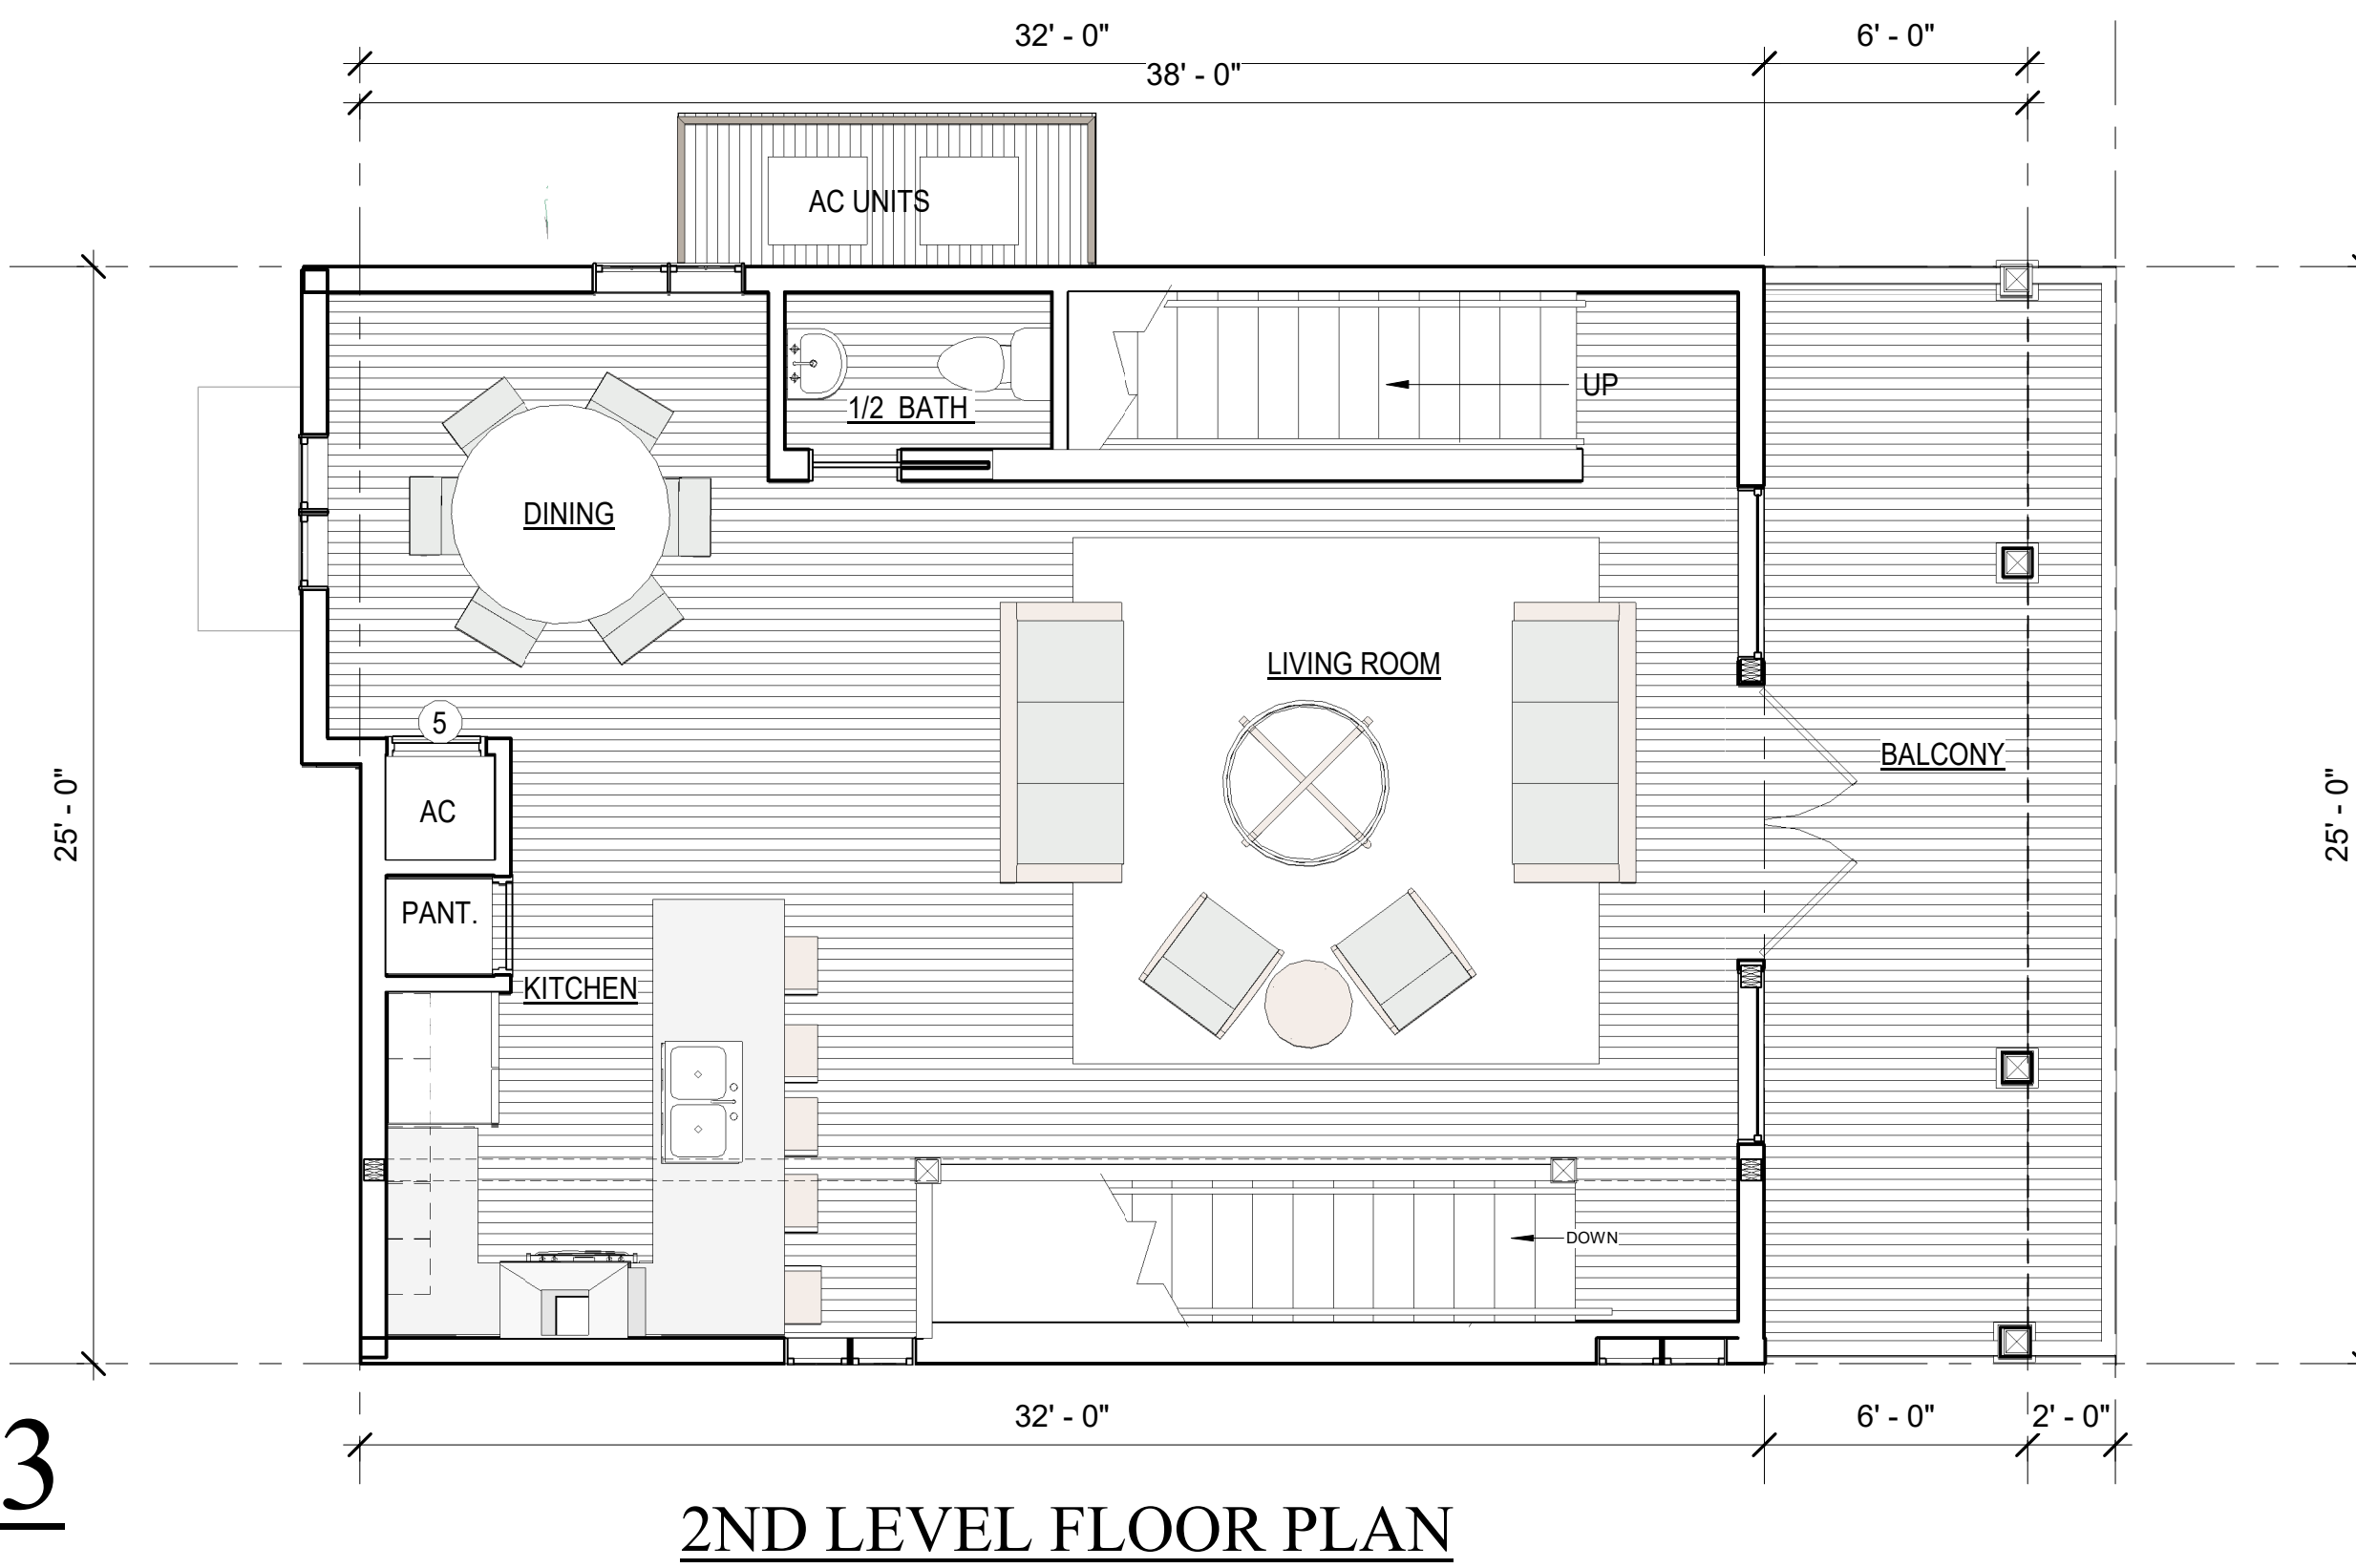 32' - 0"
6' - 0"
38' - 0"
AC UNITS
UP
1/2 BATH
DINING
LIVING ROOM
5
BALCONY
AC
25' - 0"
25' - 0"
PANT.
KITCHEN
DOWN
32' - 0"
6' - 0"
2' - 0"
3
2ND LEVEL FLOOR PLAN